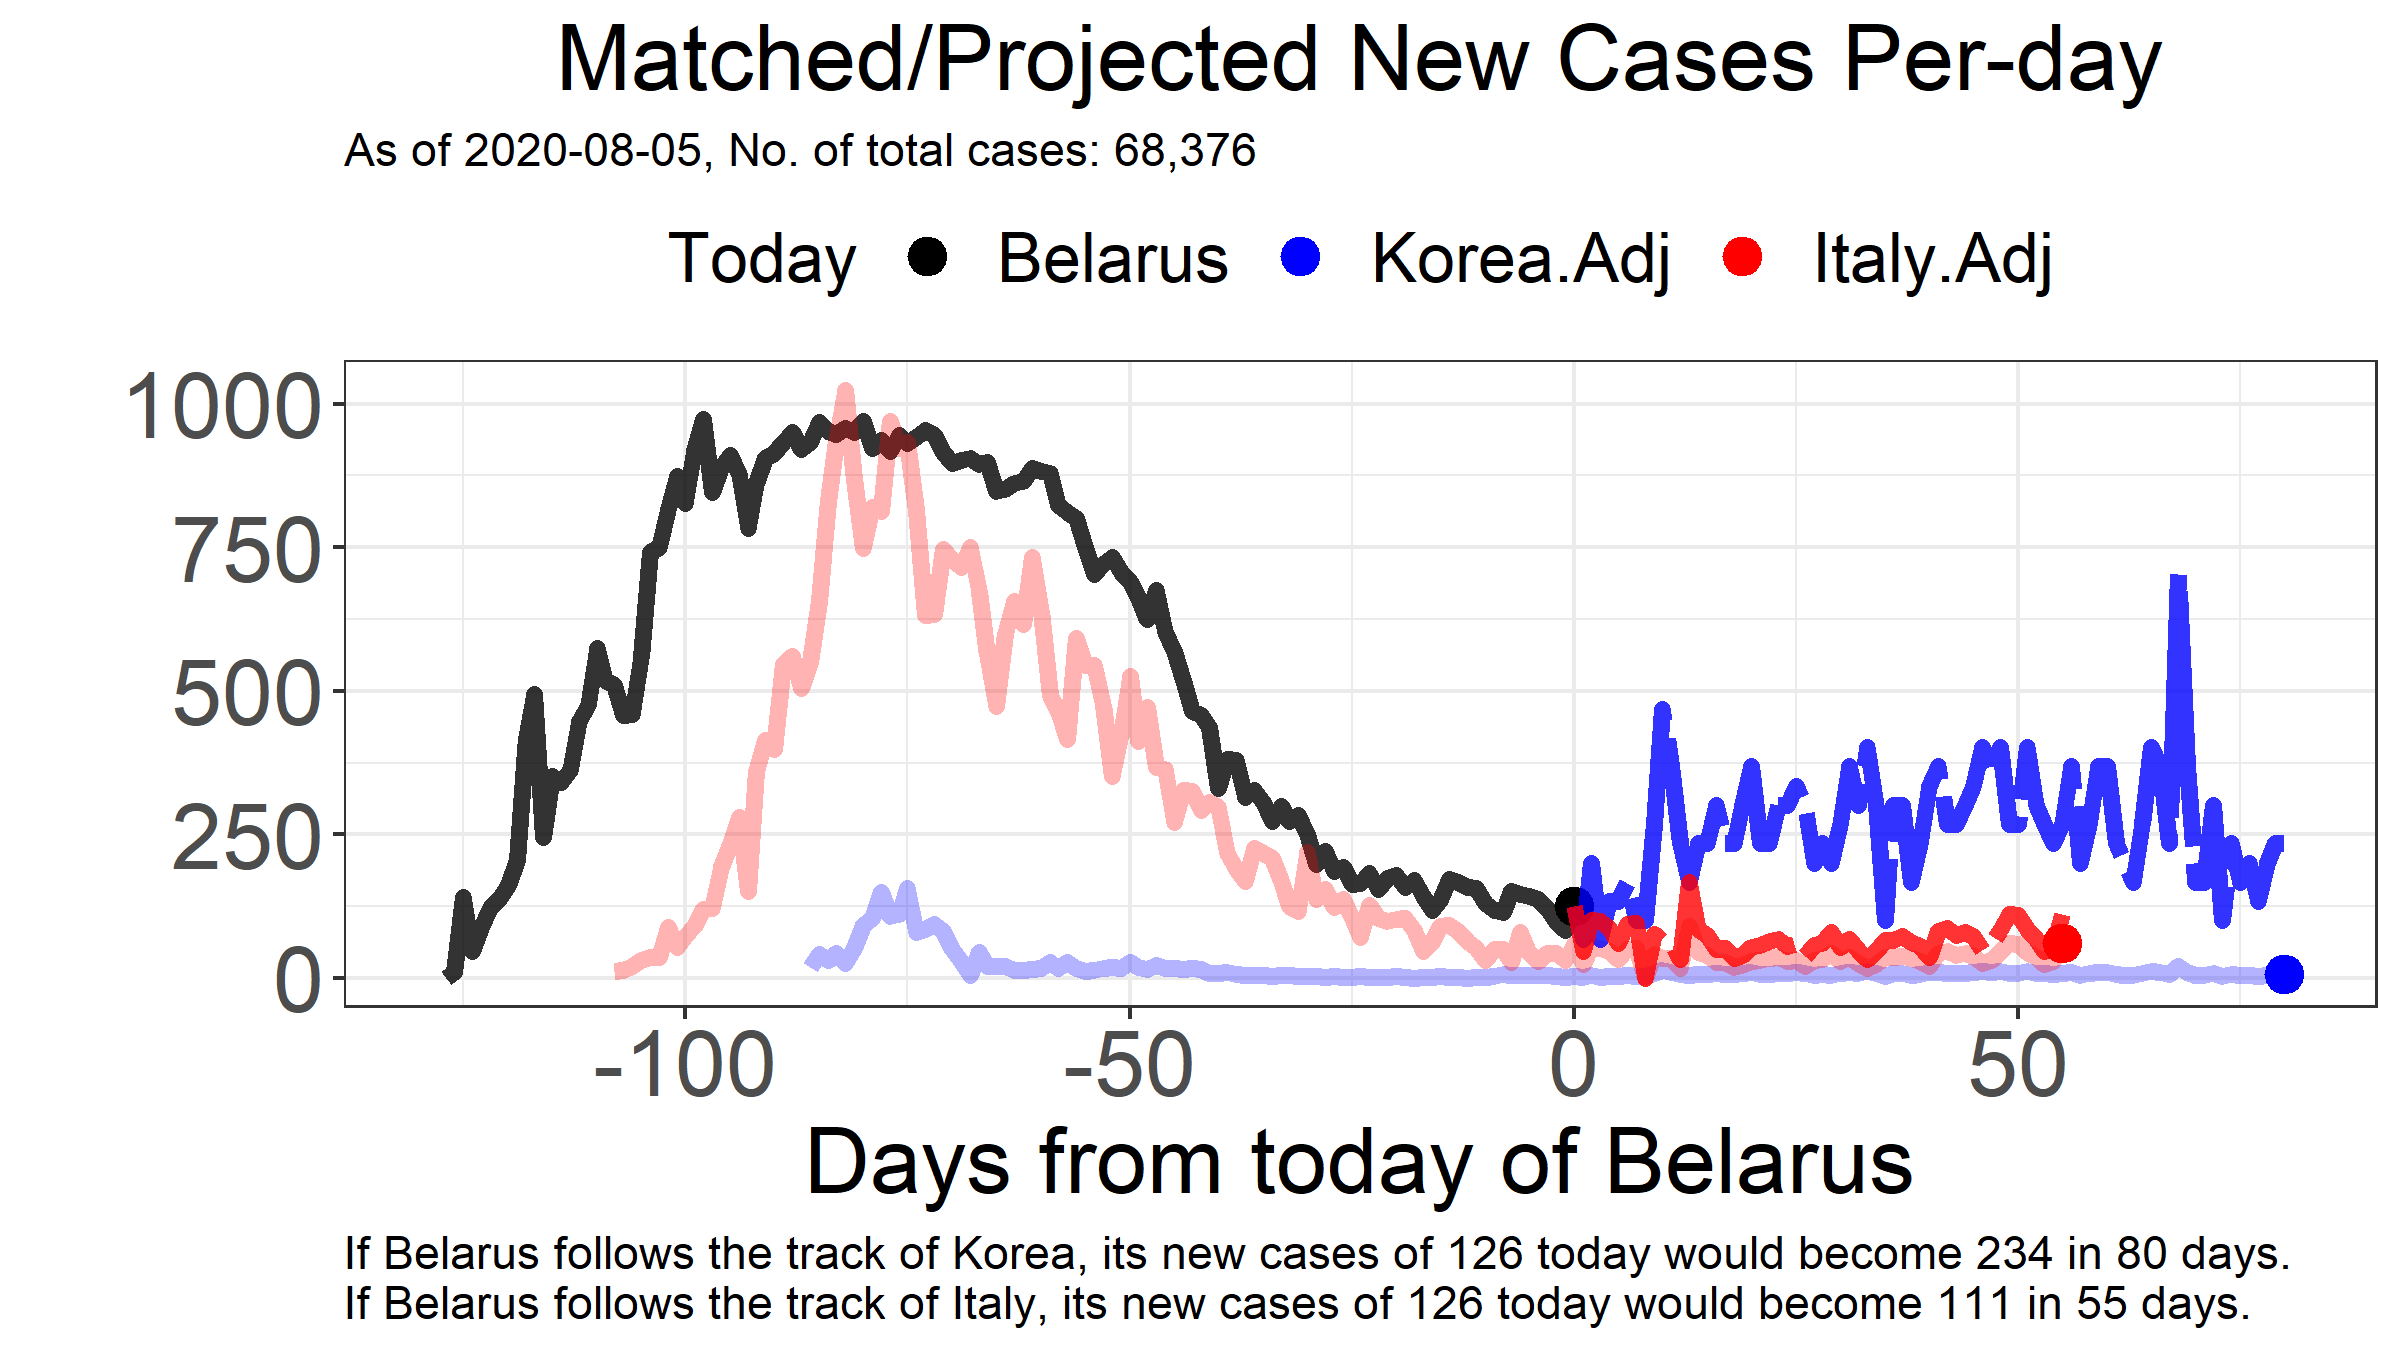 Matched/Projected New Cases Per-day
As of 2020-08-05, No. of total cases: 68,376
Today Belarus Korea.Adj Italy.Adj
1000
750
500
250
0
-100 -50 0 50
Days from today of Belarus
If Belarus follows the track of Korea, its new cases of 126 today would become 234 in 80 days.
If Belarus follows the track of Italy, its new cases of 126 today would become 111 in 55 days.